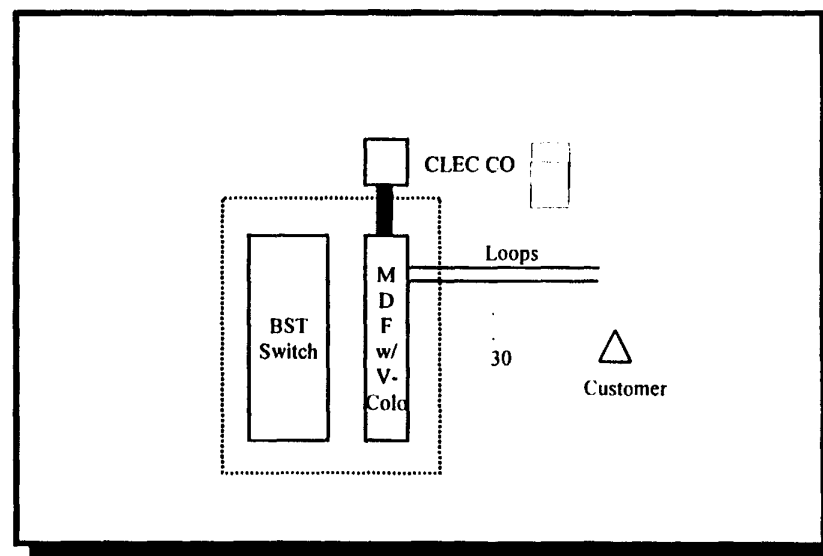 CLEC CO
Loops
BST
Switch
M
D
F
w/
V-
Colo
30
Customer